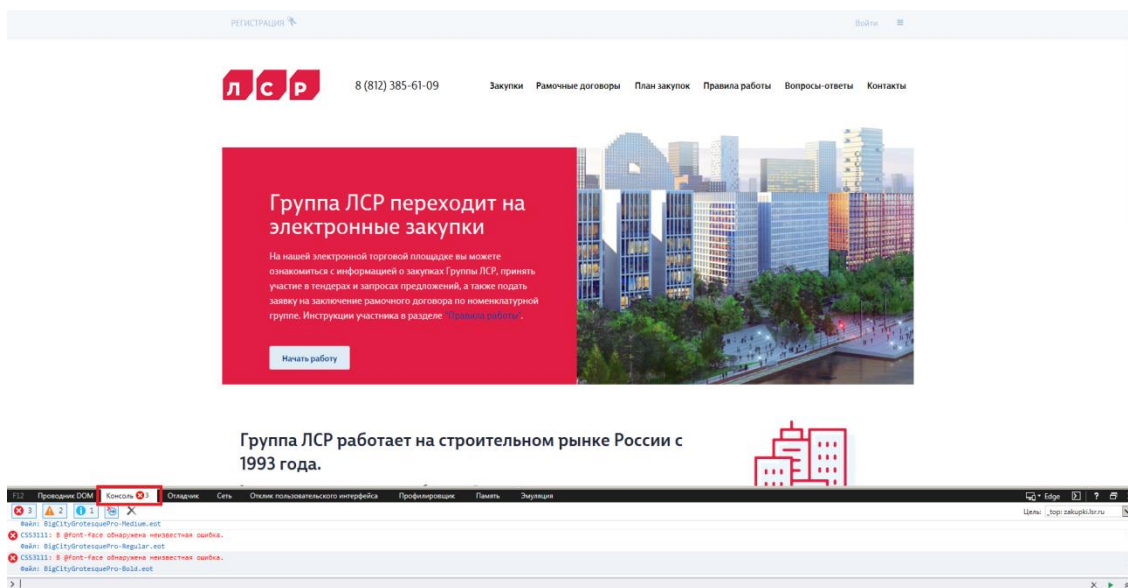 РЕГИСТРАЦИЯ
Войти
ЛСР
8 (812) 385-61-09
Закупки Рамочные договоры План закупок Правила работы Вопросы-ответы Контакты
Группа ЛСР переходит на
электронные закупки
На нашей электронной торговой площадке вы можете
ознакомиться с информацией о закупках Группы ЛСР, принять
участие в тендерах и запросах предложений, а также подать
заявку на заключение рамочного договора по номенклатурной
группе. Инструкции участника в разделе "Правила работы".
Начать работу
Группа ЛСР работает на строительном рынке России с
1993 года.
F12 Проводник DOM Консоль 3 Отладчик Сеть Отклик пользовательского интерфейса Профилировщик Память Эмуляция Edge ?
3 2 1 Цель: _top: zakupki.lsr.ru
Файл: BigCityGrotesquePro-Medium.eot
CSS3111: В @font-face обнаружена неизвестная ошибка.
Файл: BigCityGrotesquePro-Regular.eot
CSS3111: В @font-face обнаружена неизвестная ошибка.
Файл: BigCityGrotesquePro-Bold.eot